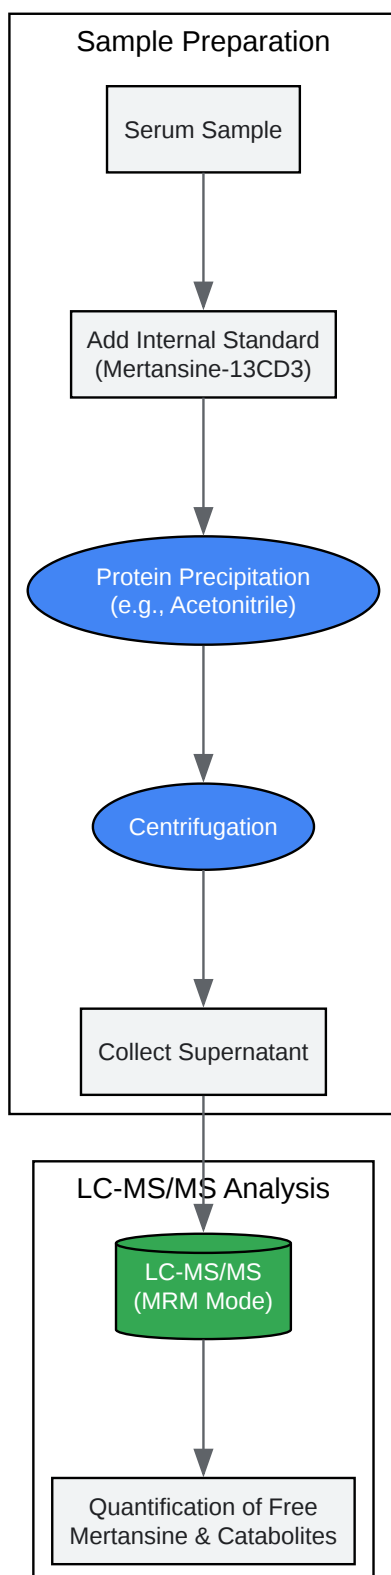 Sample Preparation
Serum Sample
Add Internal Standard
(Mertansine-13CD3)
Protein Precipitation
(e.g., Acetonitrile)
Centrifugation
Collect Supernatant
LC-MS/MS Analysis
LC-MS/MS
(MRM Mode)
Quantification of Free
Mertansine & Catabolites